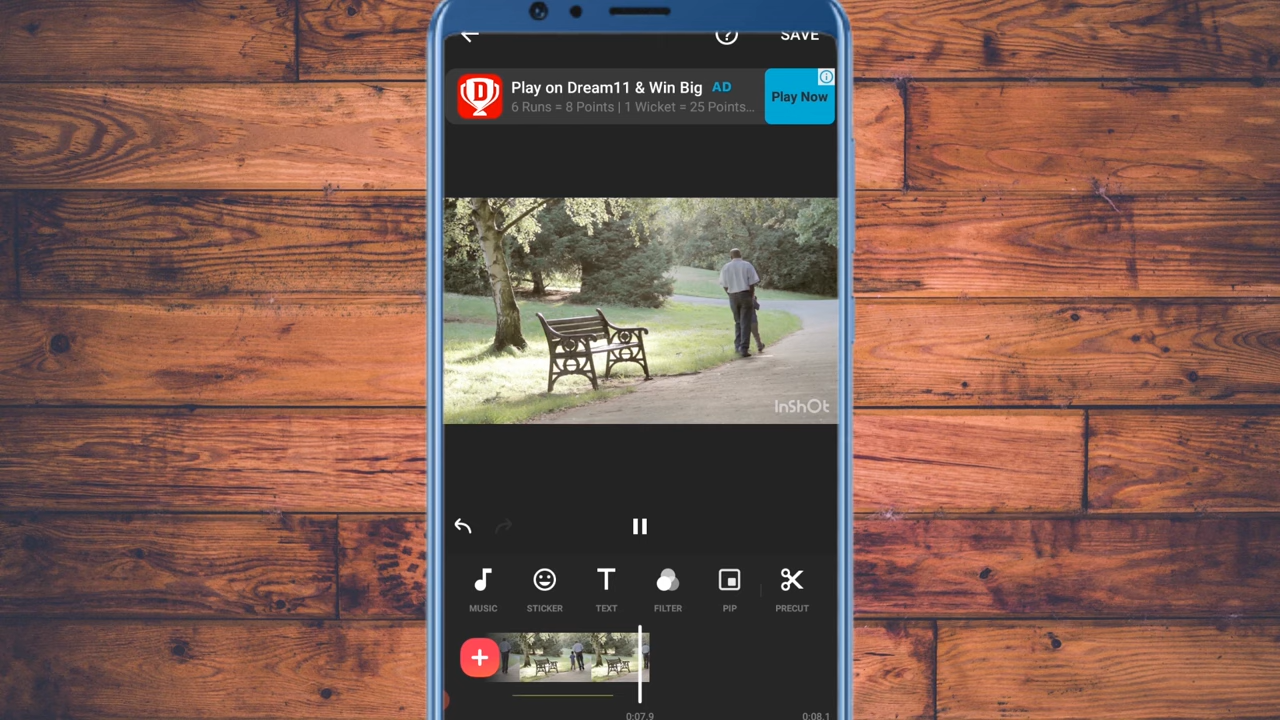 SAVE
D
Play on Dream11 & Win Big AD
6 Runs = 8 Points | 1 Wicket = 25 Points...
Play Now
InShOt
MUSIC
STICKER
TEXT
FILTER
PIP
PRECUT
0:07.9
0:08.1